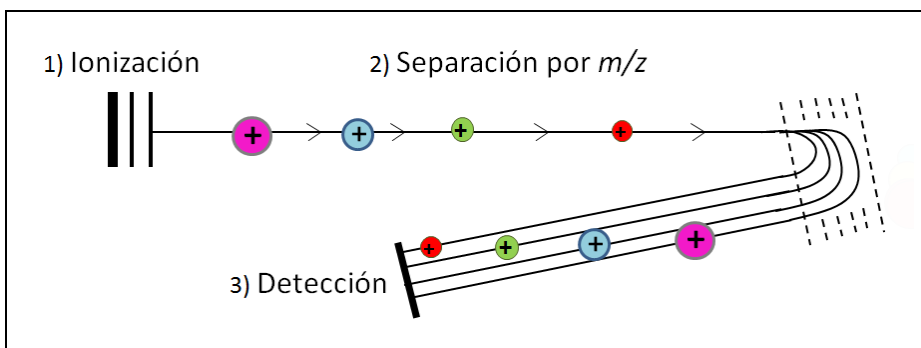 1) Ionización
2) Separación por m/z
+ + + +
+ + + +
3) Detección